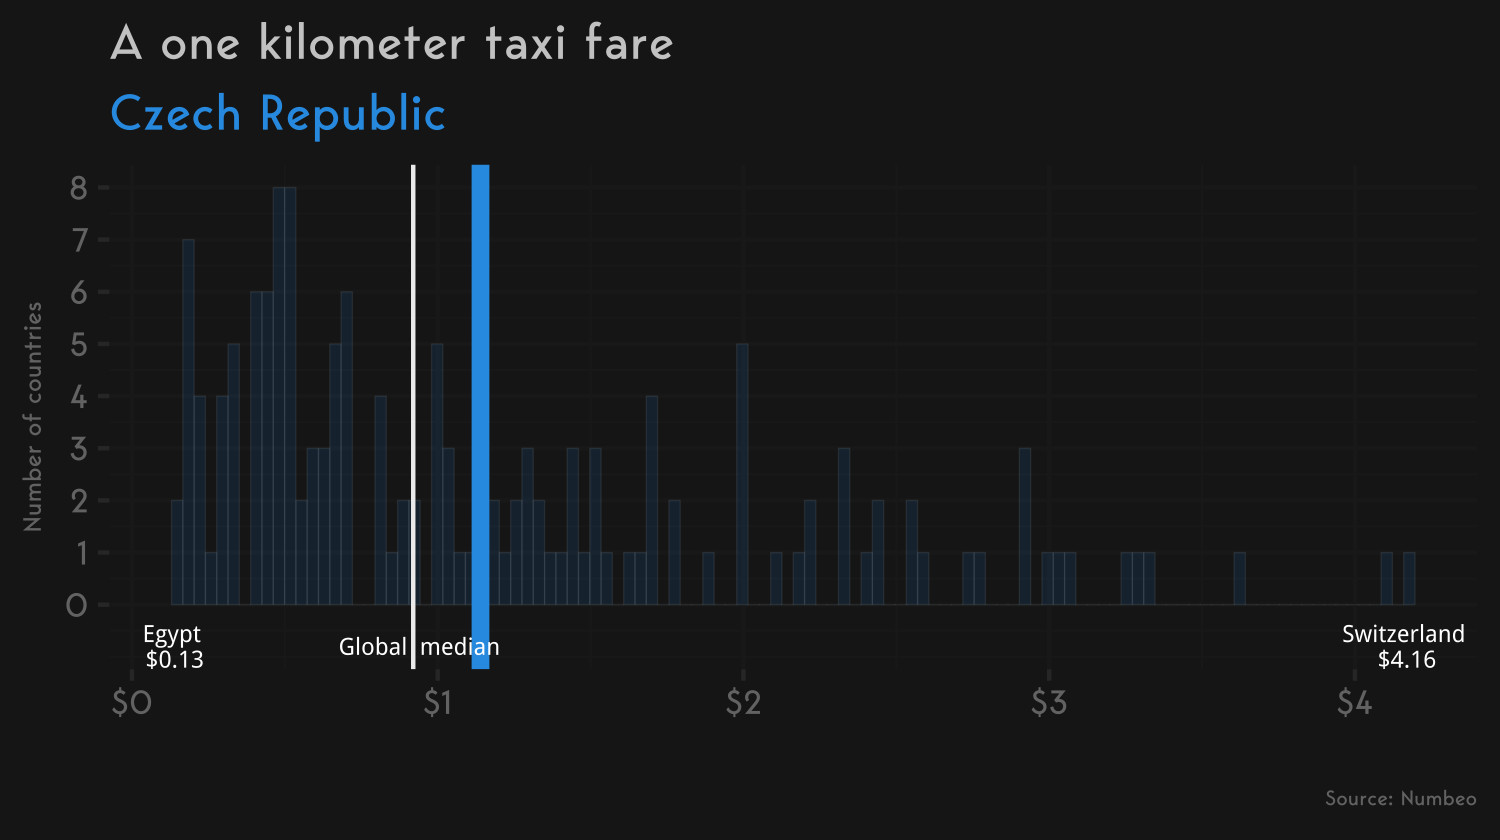 A one kilometer taxi fare
Czech Republic
Number of countries
8
7
6
5
4
3
2
1
0
Egypt
$0.13
Global median
Switzerland
$4.16
$0 $1 $2 $3 $4
Source: Numbeo